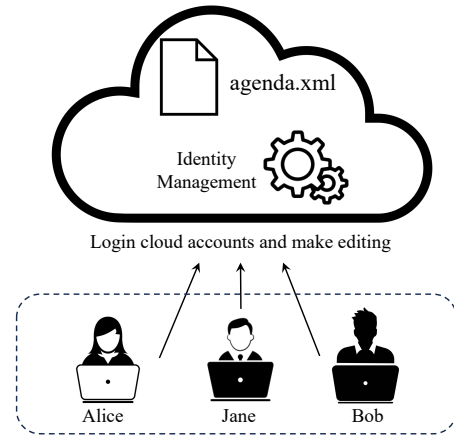 agenda.xml
Identity
Management
Login cloud accounts and make editing
Alice
Jane
Bob